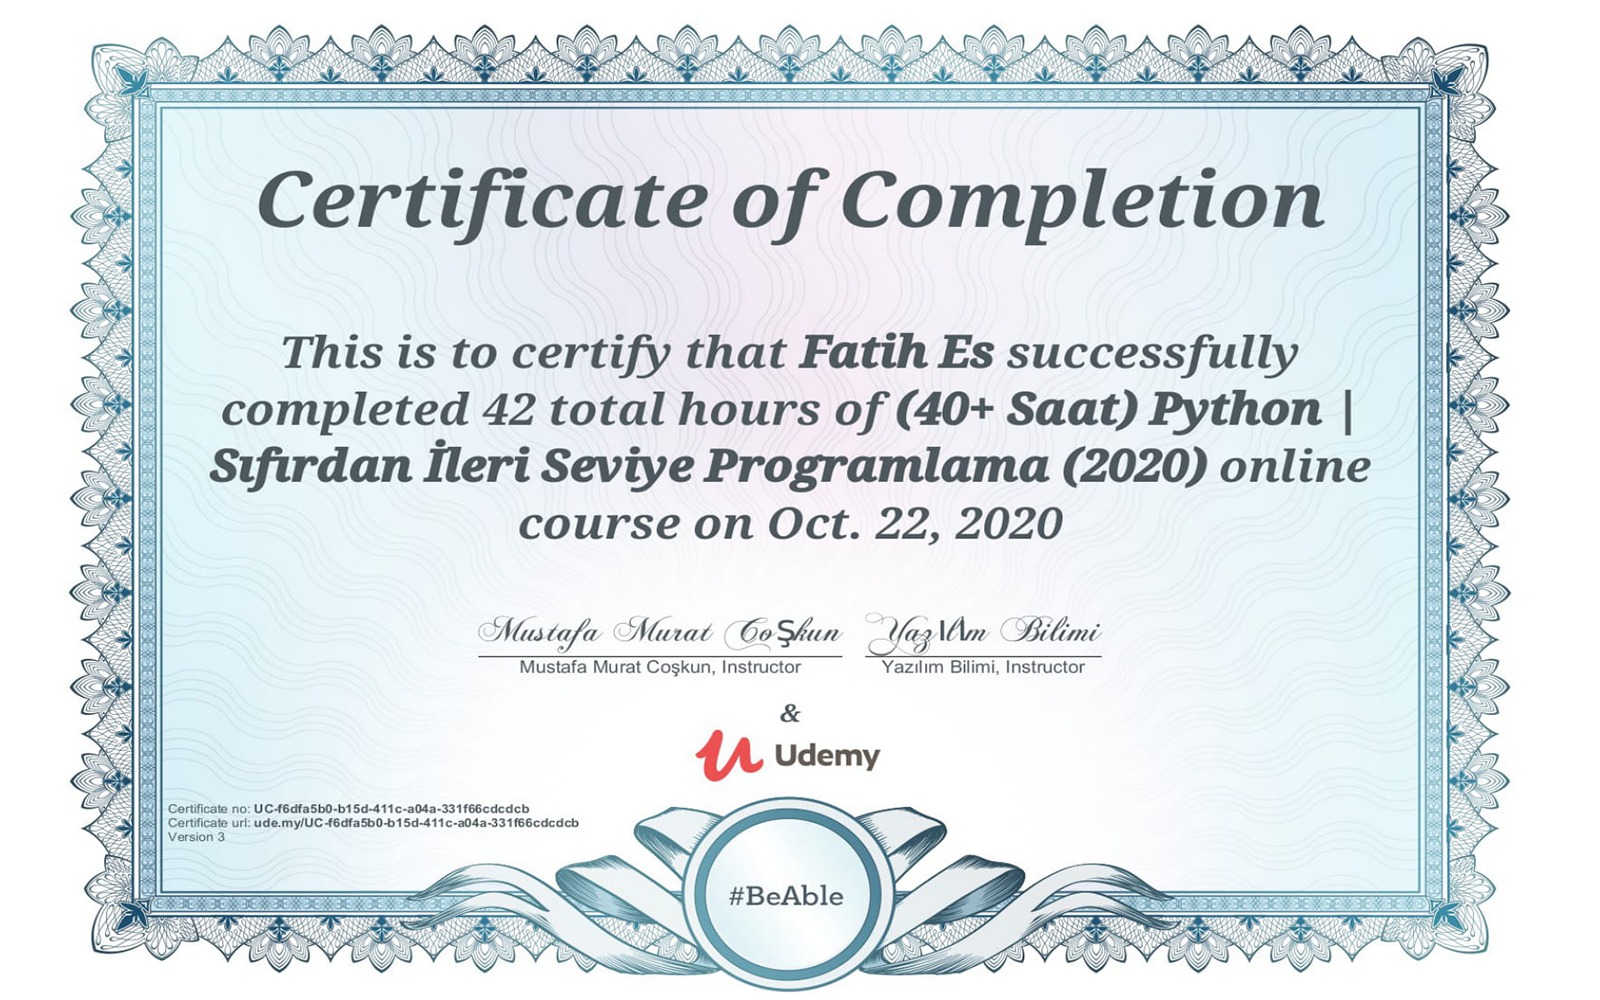 Certificate of Completion
This is to certify that Fatih Es successfully
completed 42 total hours of (40+ Saat) Python |
Sıfırdan İleri Seviye Programlama (2020) online
course on Oct. 22, 2020
Mustafa Murat CoŞkun Yazılım Bilimi
Mustafa Murat Coşkun, Instructor Yazılım Bilimi, Instructor
&
Udemy
Certificate no: UC-f6dfa5b0-b15d-411c-a04a-331f66cdcdcb
Certificate url: ude.my/UC-f6dfa5b0-b15d-411c-a04a-331f66cdcdcb
Version 3
#BeAble